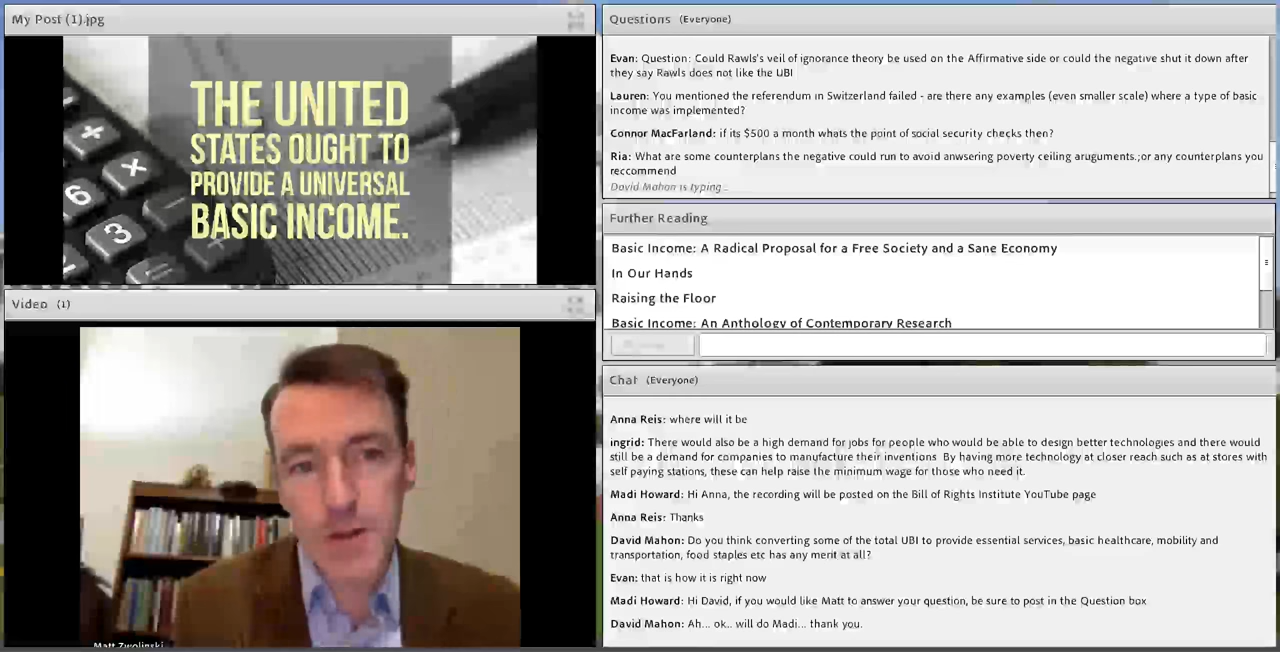 My Post (1).jpg
THE UNITED
STATES OUGHT TO
PROVIDE A UNIVERSAL
BASIC INCOME.
Video (1)
Matt Zwolinski
Questions (Everyone)
Evan: Question: Could Rawls's veil of ignorance theory be used on the Affirmative side or could the negative shut it down after
they say Rawls does not like the UBI
Lauren: You mentioned the referendum in Switzerland failed - are there any examples (even smaller scale) where a type of basic
income was implemented?
Connor MacFarland: if its $500 a month whats the point of social security checks then?
Ria: What are some counterplans the negative could run to avoid anwsering poverty ceiling aruguments.;or any counterplans you
reccommend
David Mahon is typing...
Further Reading
Basic Income: A Radical Proposal for a Free Society and a Sane Economy
In Our Hands
Raising the Floor
Basic Income: An Anthology of Contemporary Research
Chat (Everyone)
Anna Reis: where will it be
ingrid: There would also be a high demand for jobs for people who would be able to design better technologies and there would
still be a demand for companies to manufacture their inventions. By having more technology at closer reach such as at stores with
self paying stations, these can help raise the minimum wage for those who need it.
Madi Howard: Hi Anna, the recording will be posted on the Bill of Rights Institute YouTube page
Anna Reis: Thanks
David Mahon: Do you think converting some of the total UBI to provide essential services, basic healthcare, mobility and
transportation, food staples etc has any merit at all?
Evan: that is how it is right now
Madi Howard: Hi David, if you would like Matt to answer your question, be sure to post in the Question box
David Mahon: Ah... ok.. will do Madi... thank you.